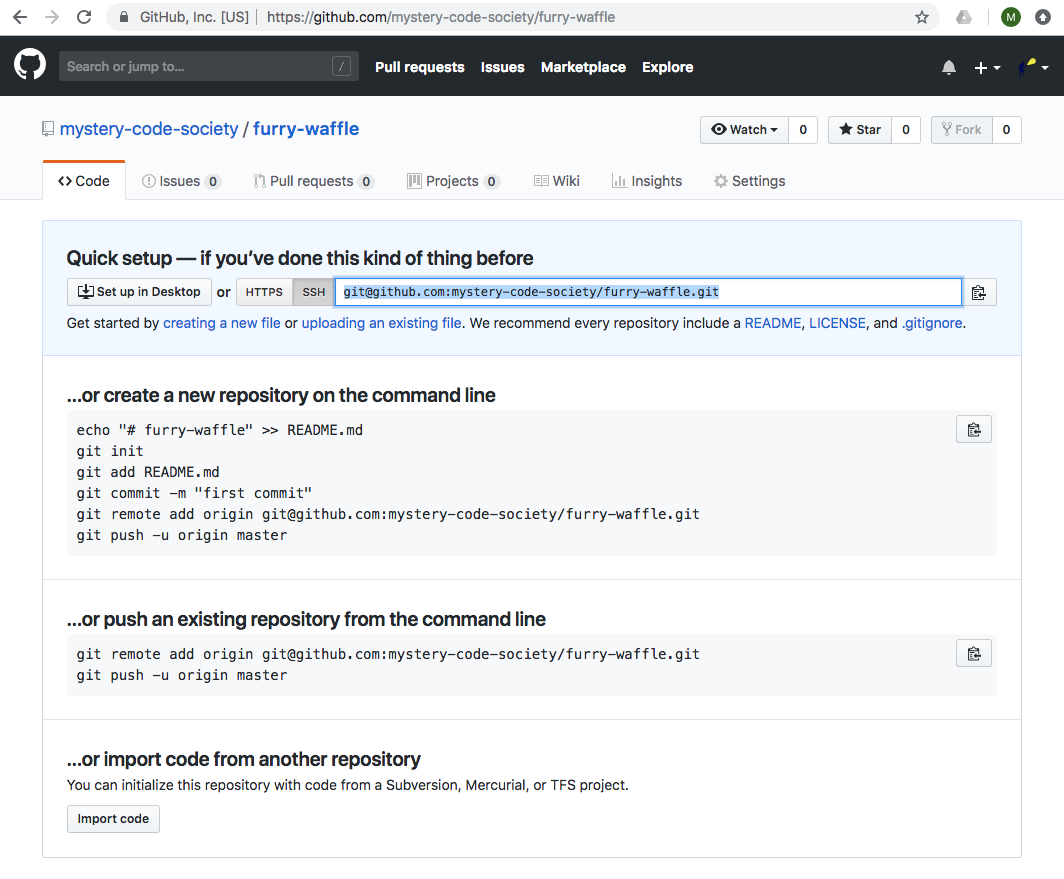 GitHub, Inc. [US] | https://github.com/mystery-code-society/furry-waffle
M
Search or jump to... /
Pull requests Issues Marketplace Explore
mystery-code-society / furry-waffle
Watch 0 Star 0 Fork 0
Code Issues 0 Pull requests 0 Projects 0 Wiki Insights Settings
Quick setup — if you’ve done this kind of thing before
Set up in Desktop or HTTPS SSH git@github.com:mystery-code-society/furry-waffle.git
Get started by creating a new file or uploading an existing file. We recommend every repository include a README, LICENSE, and .gitignore.
…or create a new repository on the command line
echo "# furry-waffle" >> README.md
git init
git add README.md
git commit -m "first commit"
git remote add origin git@github.com:mystery-code-society/furry-waffle.git
git push -u origin master
…or push an existing repository from the command line
git remote add origin git@github.com:mystery-code-society/furry-waffle.git
git push -u origin master
…or import code from another repository
You can initialize this repository with code from a Subversion, Mercurial, or TFS project.
Import code